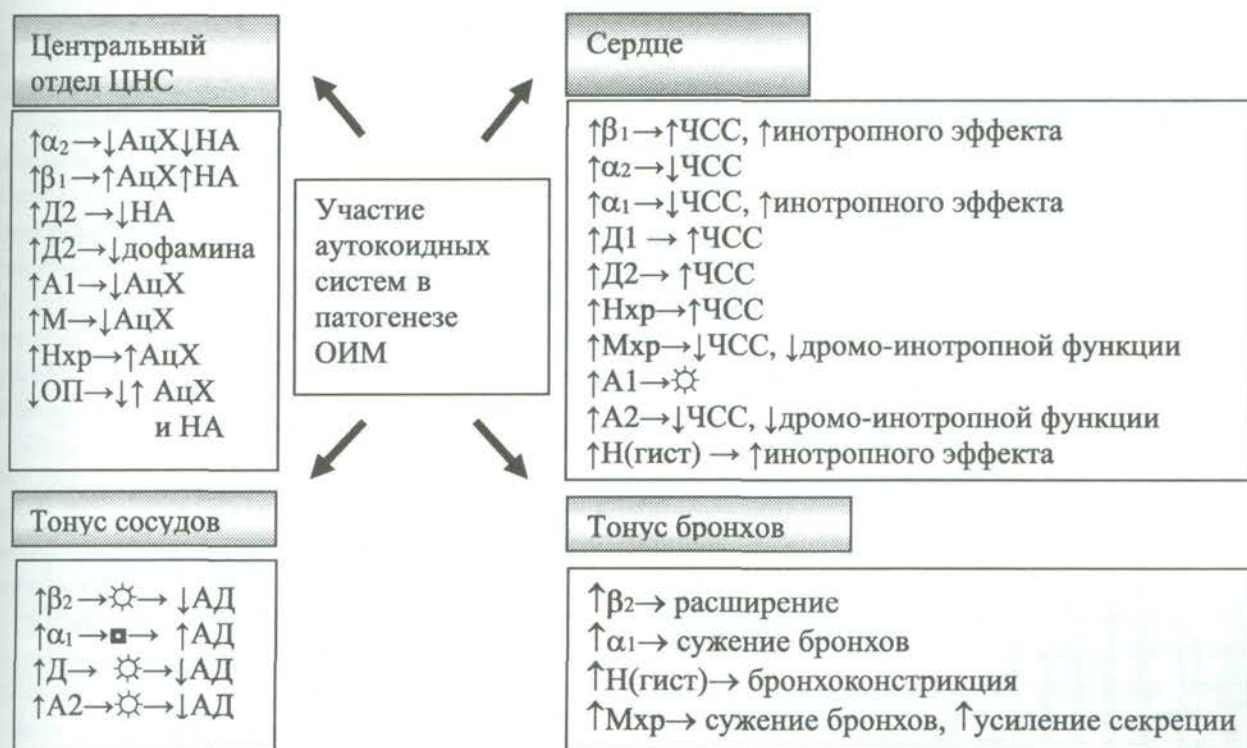 Центральный
отдел ЦНС
↑α₂→↓АцХ↓НА
↑β₁→↑АцХ↑НА
↑Д2 →↓НА
↑Д2→↓дофамина
↑А1→↓АцХ
↑М→↓АцХ
↑Нхр→↑АцХ
↓ОП→↓↑ АцХ
и НА
Сердце
↑β₁→↑ЧСС, ↑инотропного эффекта
↑α₂→↓ЧСС
↑α₁→↓ЧСС, ↑инотропного эффекта
↑Д1 → ↑ЧСС
↑Д2→ ↑ЧСС
↑Нхр→↑ЧСС
↑Мхр→↓ЧСС, ↓дромо-инотропной функции
↑А1→☼
↑А2→↓ЧСС, ↓дромо-инотропной функции
↑Н(гист) → ↑инотропного эффекта
Участие
аутокоидных
систем в
патогенезе
ОИМ
Тонус сосудов
↑β₂→☼→ ↓АД
↑α₁→◘→ ↑АД
↑Д→ ☼→↓АД
↑А2→☼→↓АД
Тонус бронхов
↑β₂→ расширение
↑α₁→ сужение бронхов
↑Н(гист)→ бронхоконстрикция
↑Мхр→ сужение бронхов, ↑усиление секреции